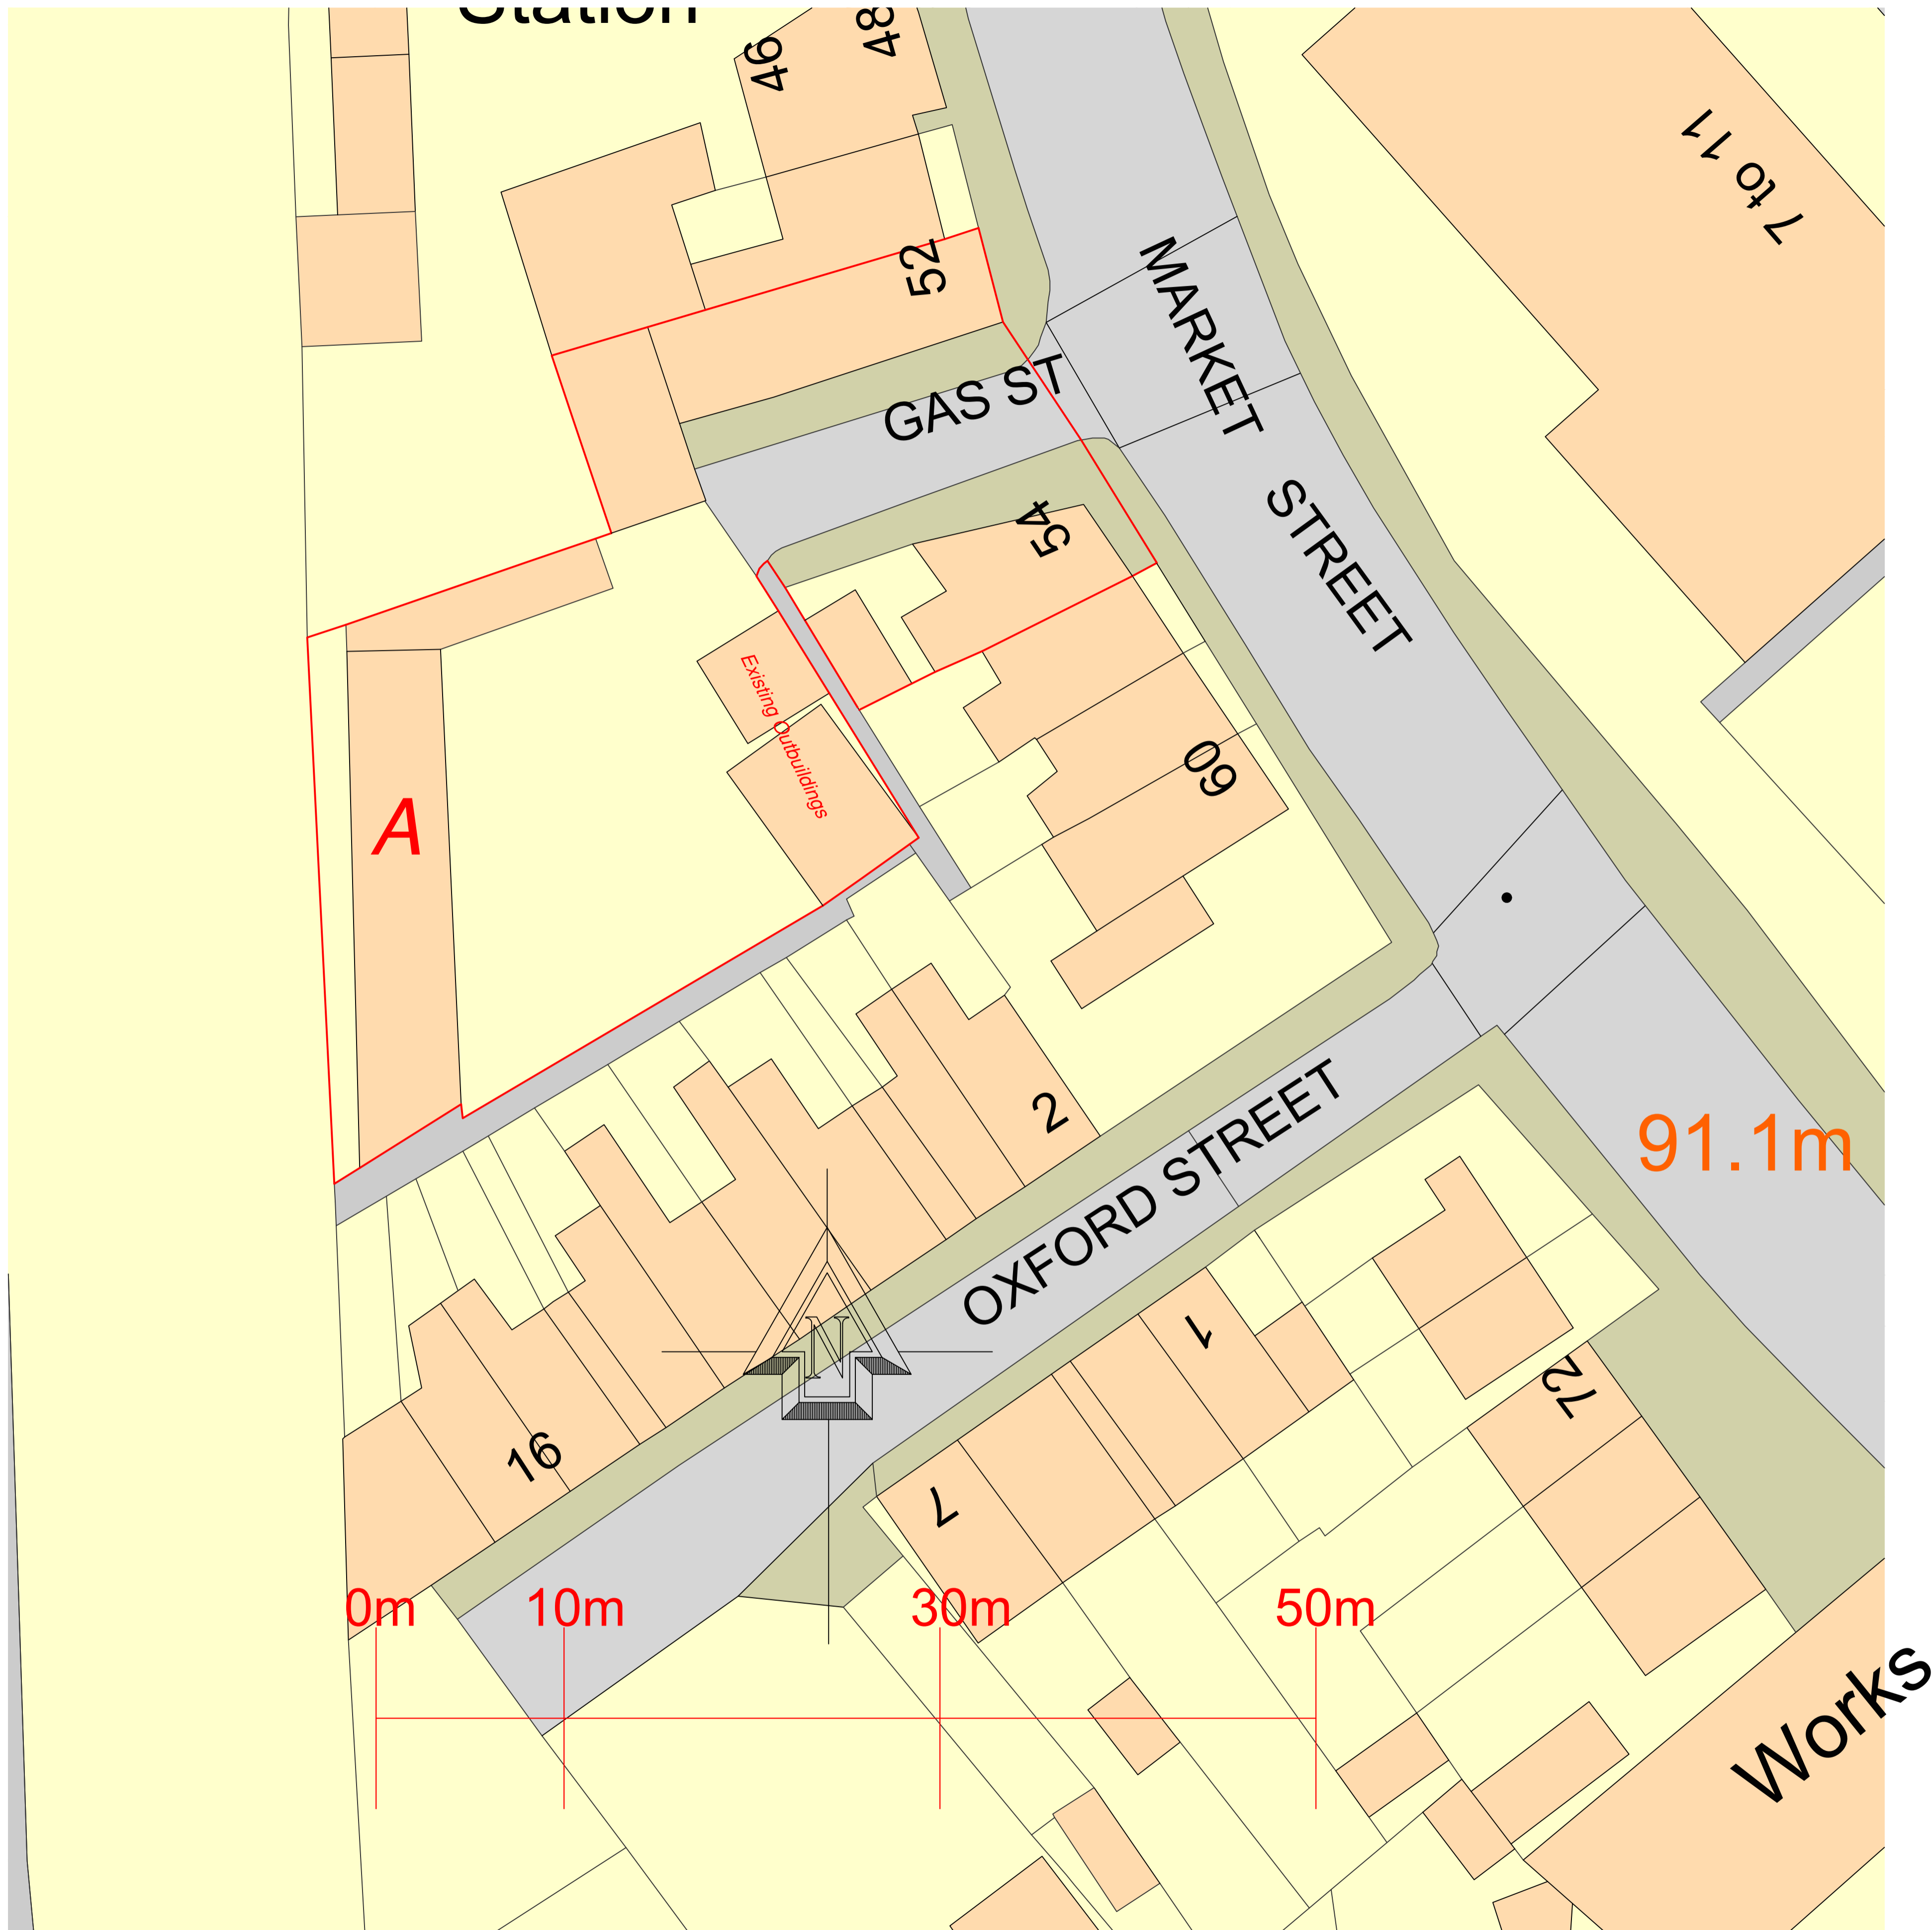 Station
46
48
7 to 11
52
MARKET STREET
GAS ST
54
Existing Outbuildings
60
A
2
OXFORD STREET
91.1m
1
N
72
16
7
0m
10m
30m
50m
Works